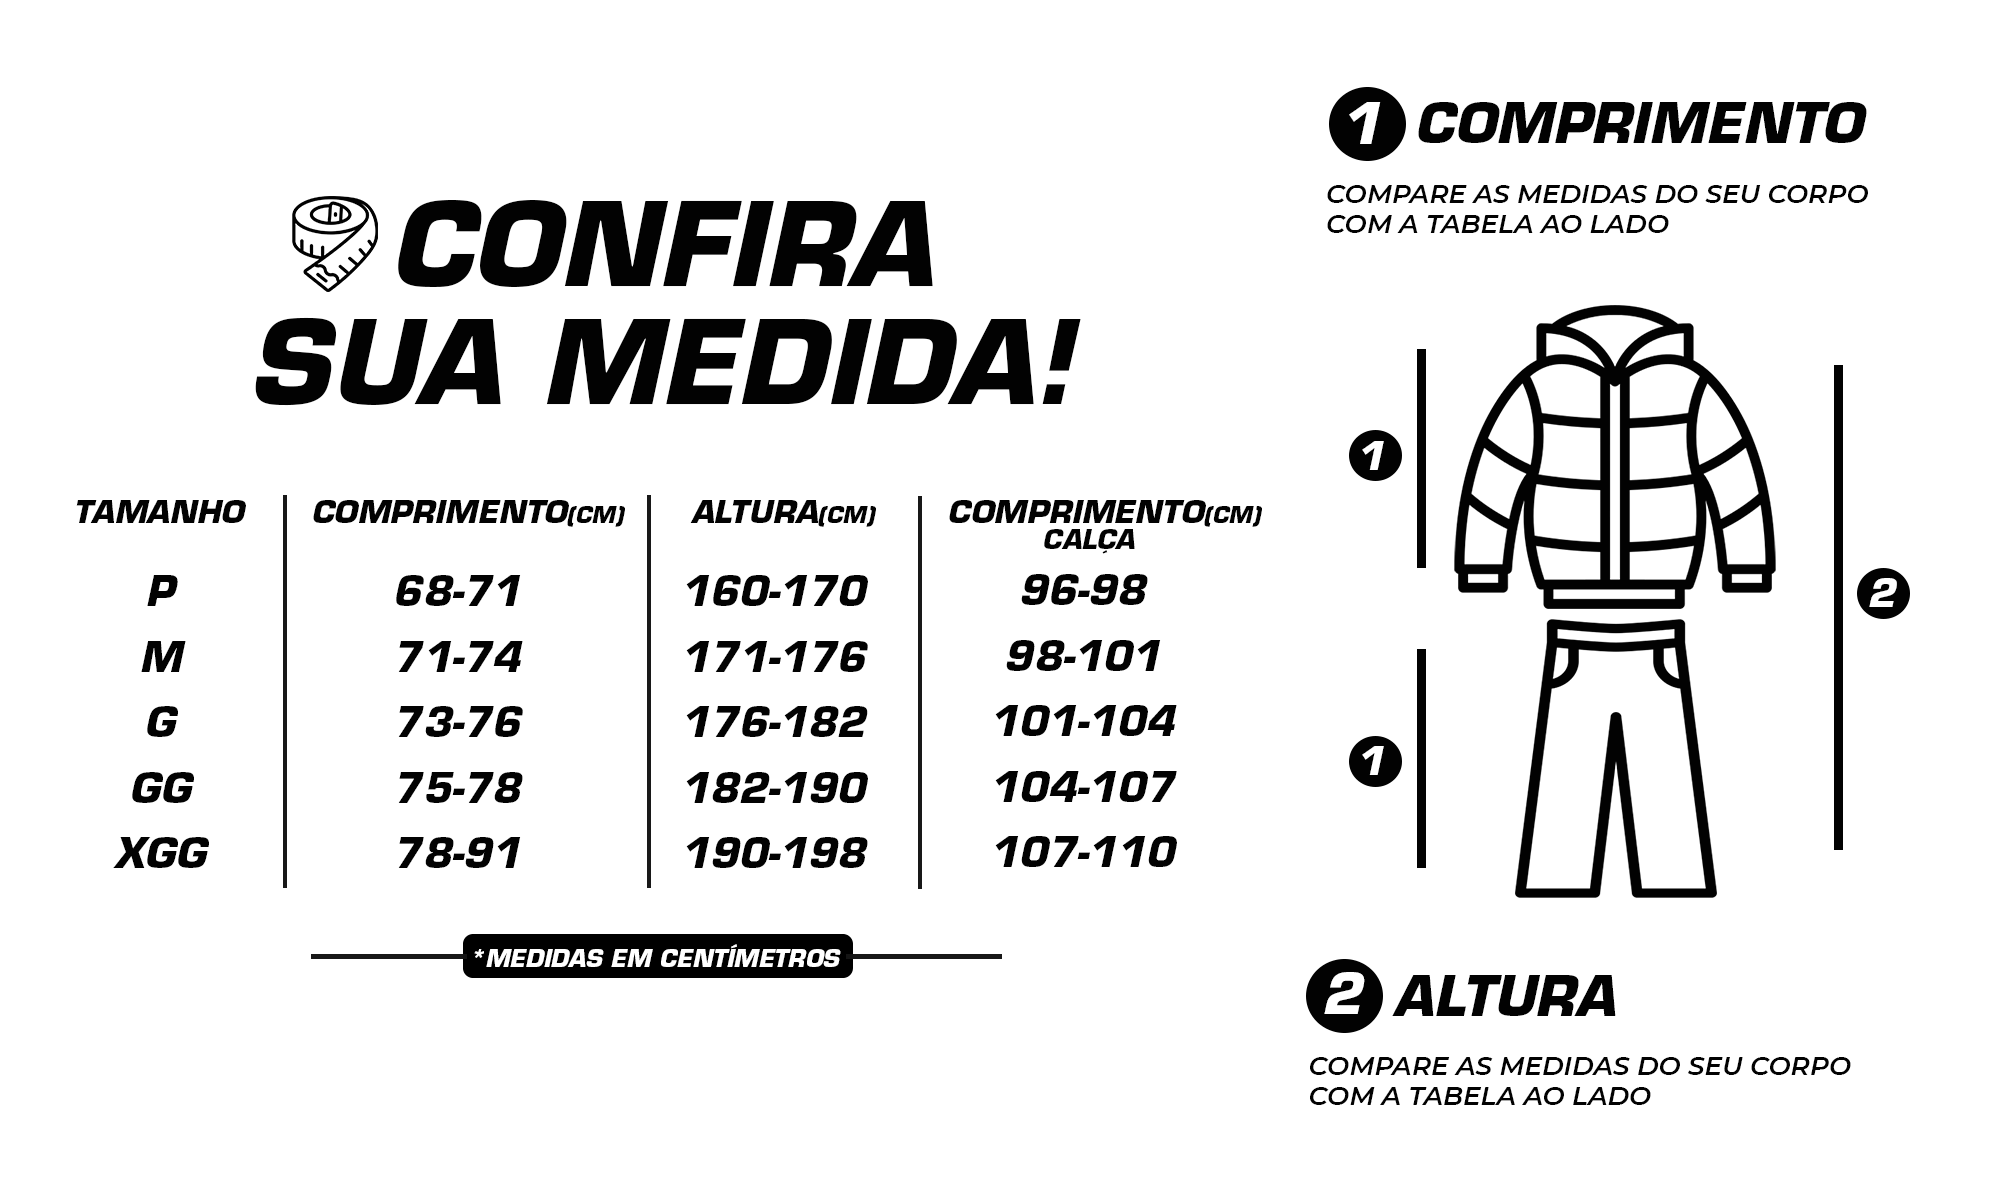 CONFIRA
SUA MEDIDA!
TAMANHO COMPRIMENTO(CM) ALTURA(CM) COMPRIMENTO(CM)
CALÇA
P 68-71 160-170 96-98
M 71-74 171-176 98-101
G 73-76 176-182 101-104
GG 75-78 182-190 104-107
XGG 78-91 190-198 107-110
*MEDIDAS EM CENTÍMETROS
1 COMPRIMENTO
COMPARE AS MEDIDAS DO SEU CORPO
COM A TABELA AO LADO
1
2
1
2 ALTURA
COMPARE AS MEDIDAS DO SEU CORPO
COM A TABELA AO LADO